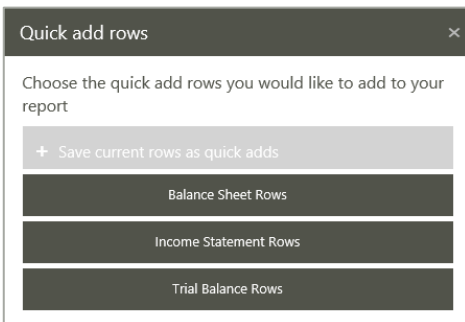 Quick add rows ×
Choose the quick add rows you would like to add to your
report
+ Save current rows as quick adds
Balance Sheet Rows
Income Statement Rows
Trial Balance Rows